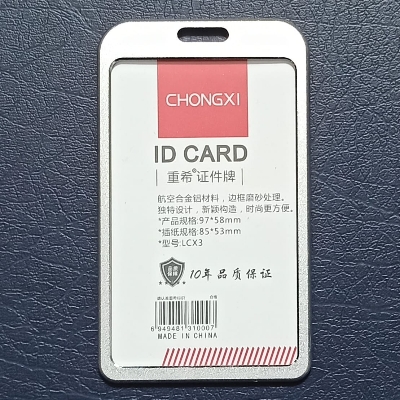 CHONGXI
ID CARD
重希®证件牌
航空合金铝材料，边框磨砂处理。
独特设计，新颖构造，时尚更方便。
*产品规格:97*58mm
*插纸规格:85*53mm
*型号:LCX3
10年品质保证
6 949481 310007
MADE IN CHINA